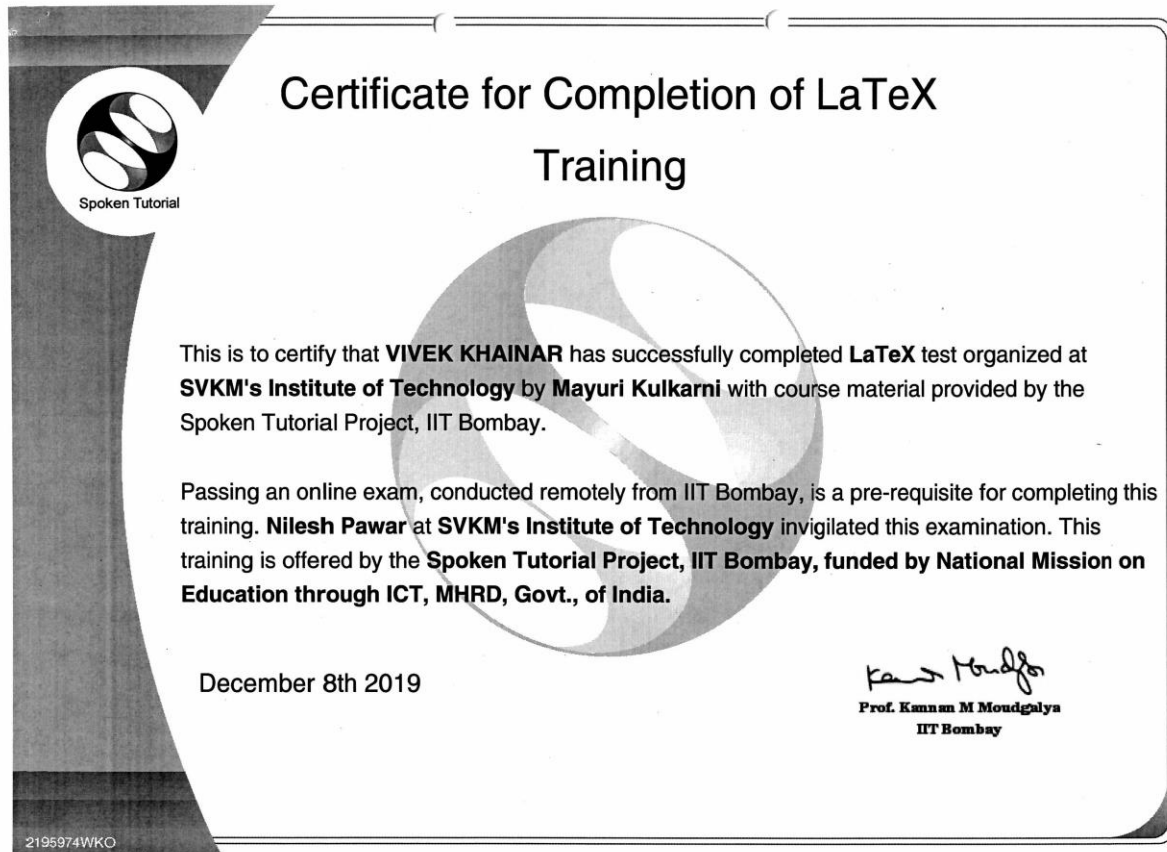 Certificate for Completion of LaTeX
Training
Spoken Tutorial
This is to certify that VIVEK KHAINAR has successfully completed LaTeX test organized at
SVKM's Institute of Technology by Mayuri Kulkarni with course material provided by the
Spoken Tutorial Project, IIT Bombay.
Passing an online exam, conducted remotely from IIT Bombay, is a pre-requisite for completing this
training. Nilesh Pawar at SVKM's Institute of Technology invigilated this examination. This
training is offered by the Spoken Tutorial Project, IIT Bombay, funded by National Mission on
Education through ICT, MHRD, Govt., of India.
December 8th 2019
Prof. Kannan M Moudgalya
IIT Bombay
2195974WKO